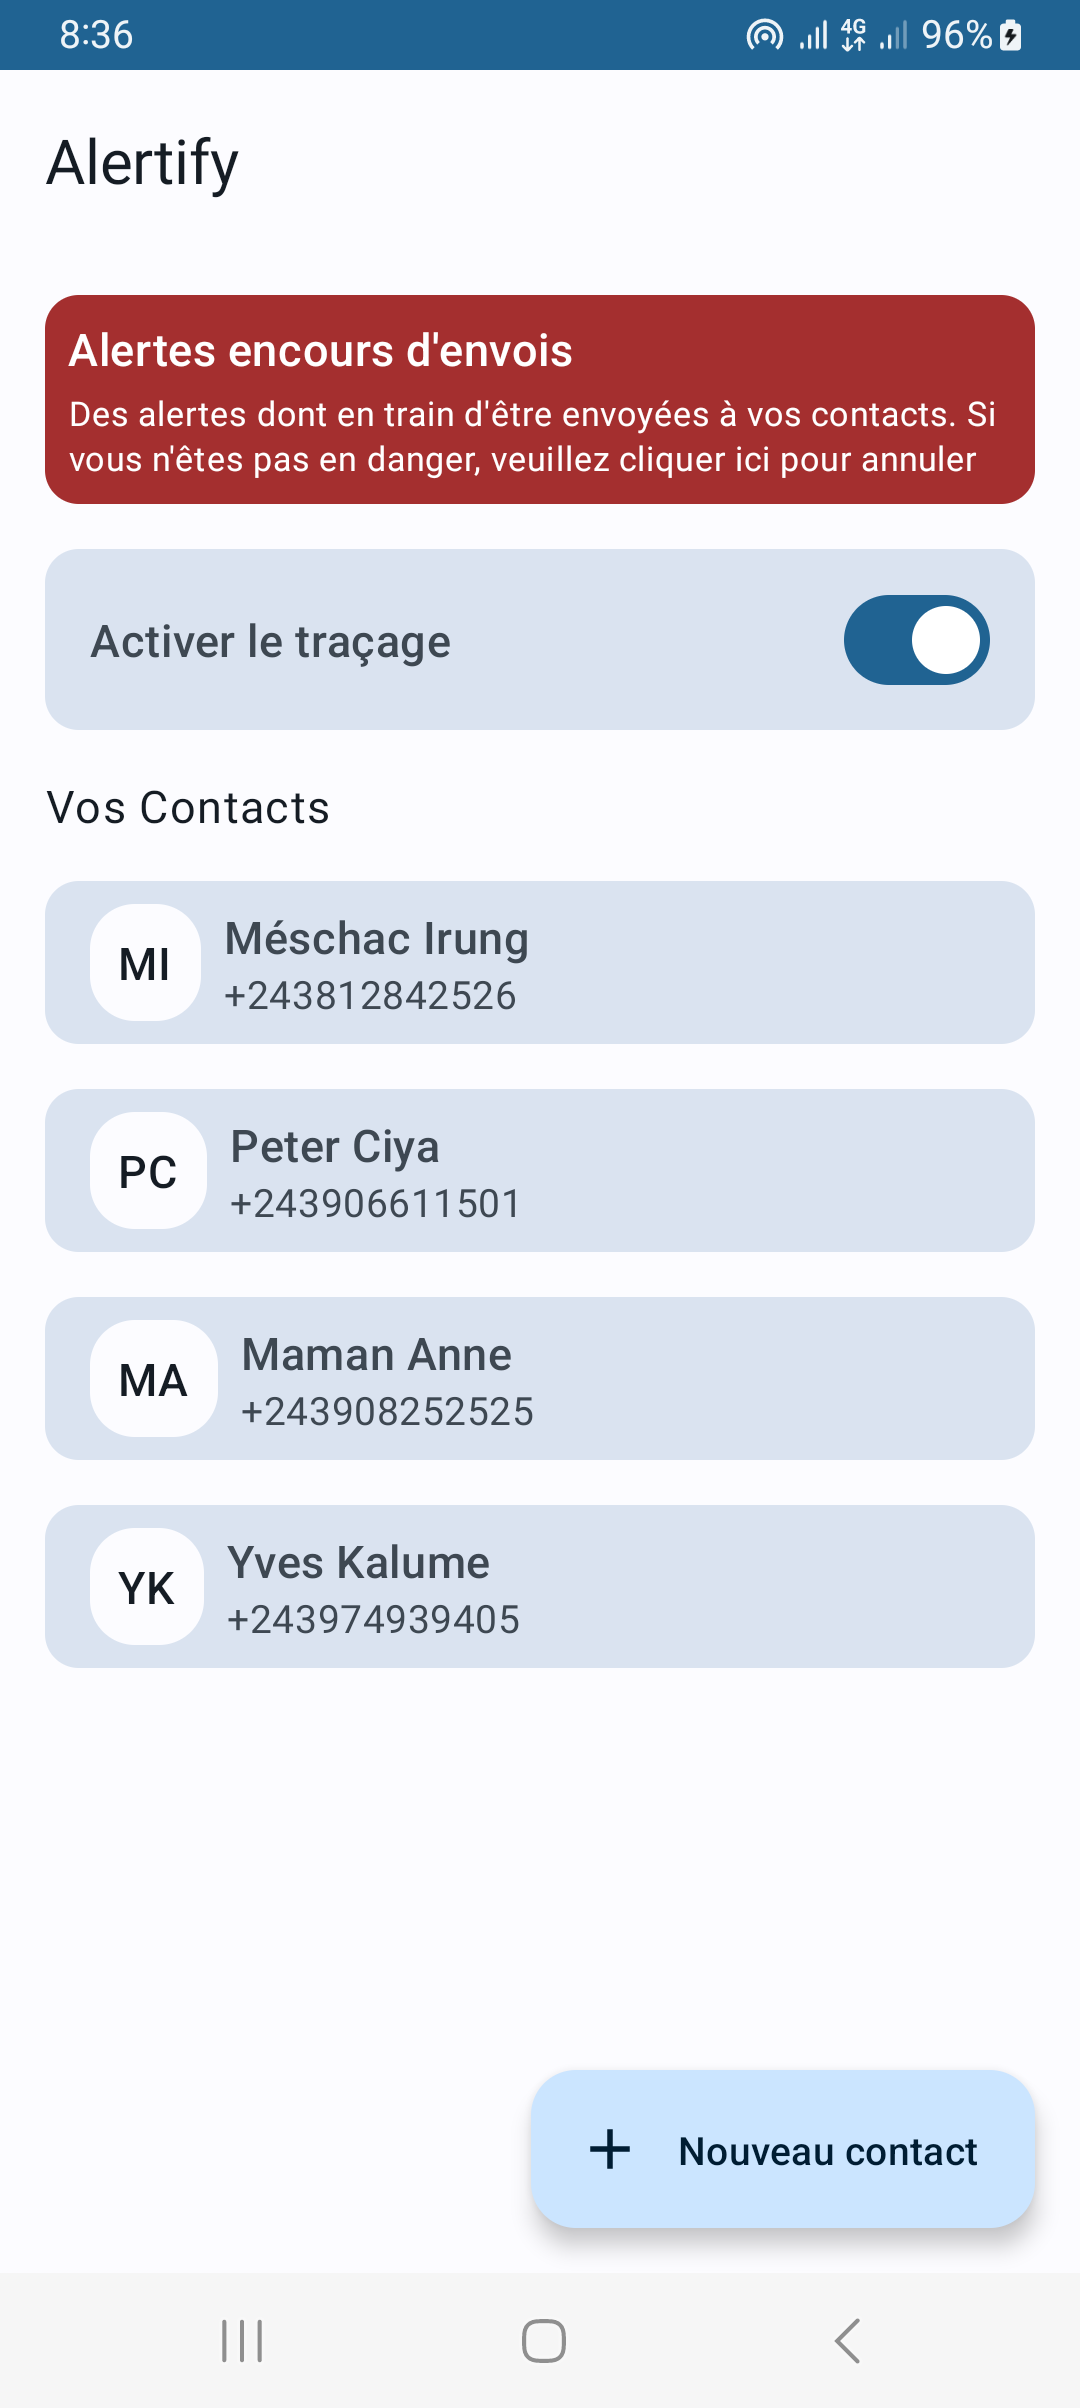 8:36 4G 96%
Alertify
Alertes encours d'envois
Des alertes dont en train d'être envoyées à vos contacts. Si
vous n'êtes pas en danger, veuillez cliquer ici pour annuler
Activer le traçage
Vos Contacts
MI
Méschac Irung
+243812842526
PC
Peter Ciya
+243906611501
MA
Maman Anne
+243908252525
YK
Yves Kalume
+243974939405
Nouveau contact